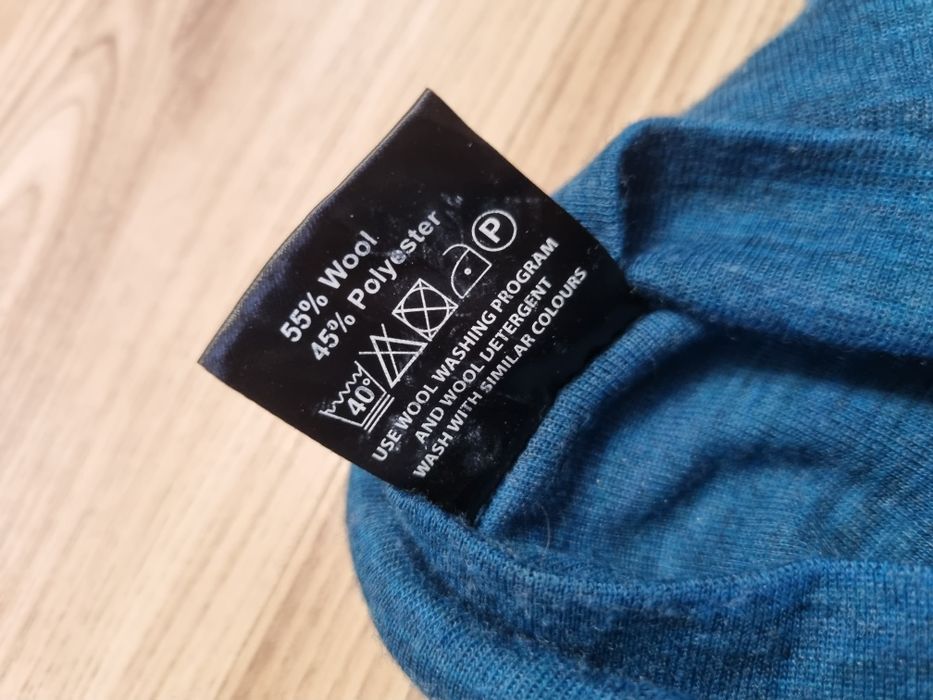 55% Wool
45% Polyester
40° P
USE WOOL WASHING PROGRAM
AND WOOL DETERGENT
WASH WITH SIMILAR COLOURS